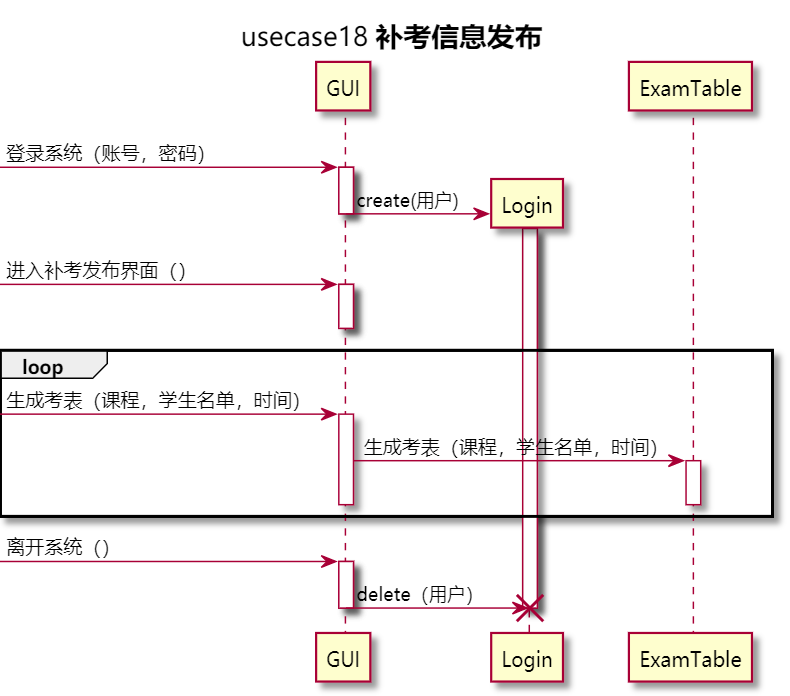 usecase18 补考信息发布
GUI
ExamTable
登录系统（账号，密码）
create(用户)
Login
进入补考发布界面（）
loop
生成考表（课程，学生名单，时间）
生成考表（课程，学生名单，时间）
离开系统（）
delete（用户）
GUI
Login
ExamTable